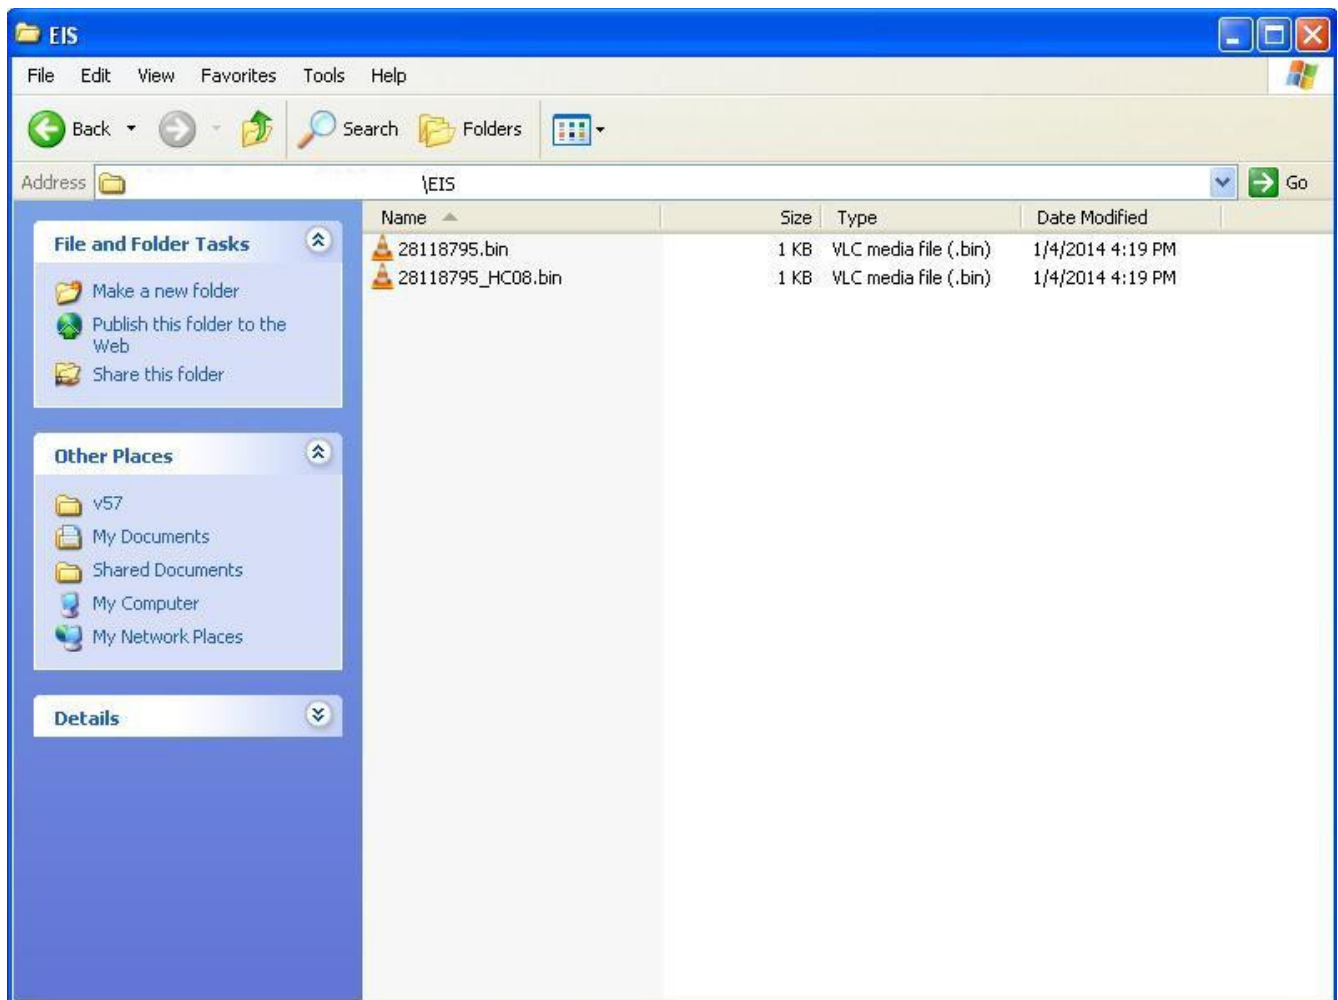 EIS
File Edit View Favorites Tools Help
Back Search Folders
Address \EIS Go
Name Size Type Date Modified
28118795.bin 1 KB VLC media file (.bin) 1/4/2014 4:19 PM
28118795_HC08.bin 1 KB VLC media file (.bin) 1/4/2014 4:19 PM
File and Folder Tasks
Make a new folder
Publish this folder to the
Web
Share this folder
Other Places
v57
My Documents
Shared Documents
My Computer
My Network Places
Details